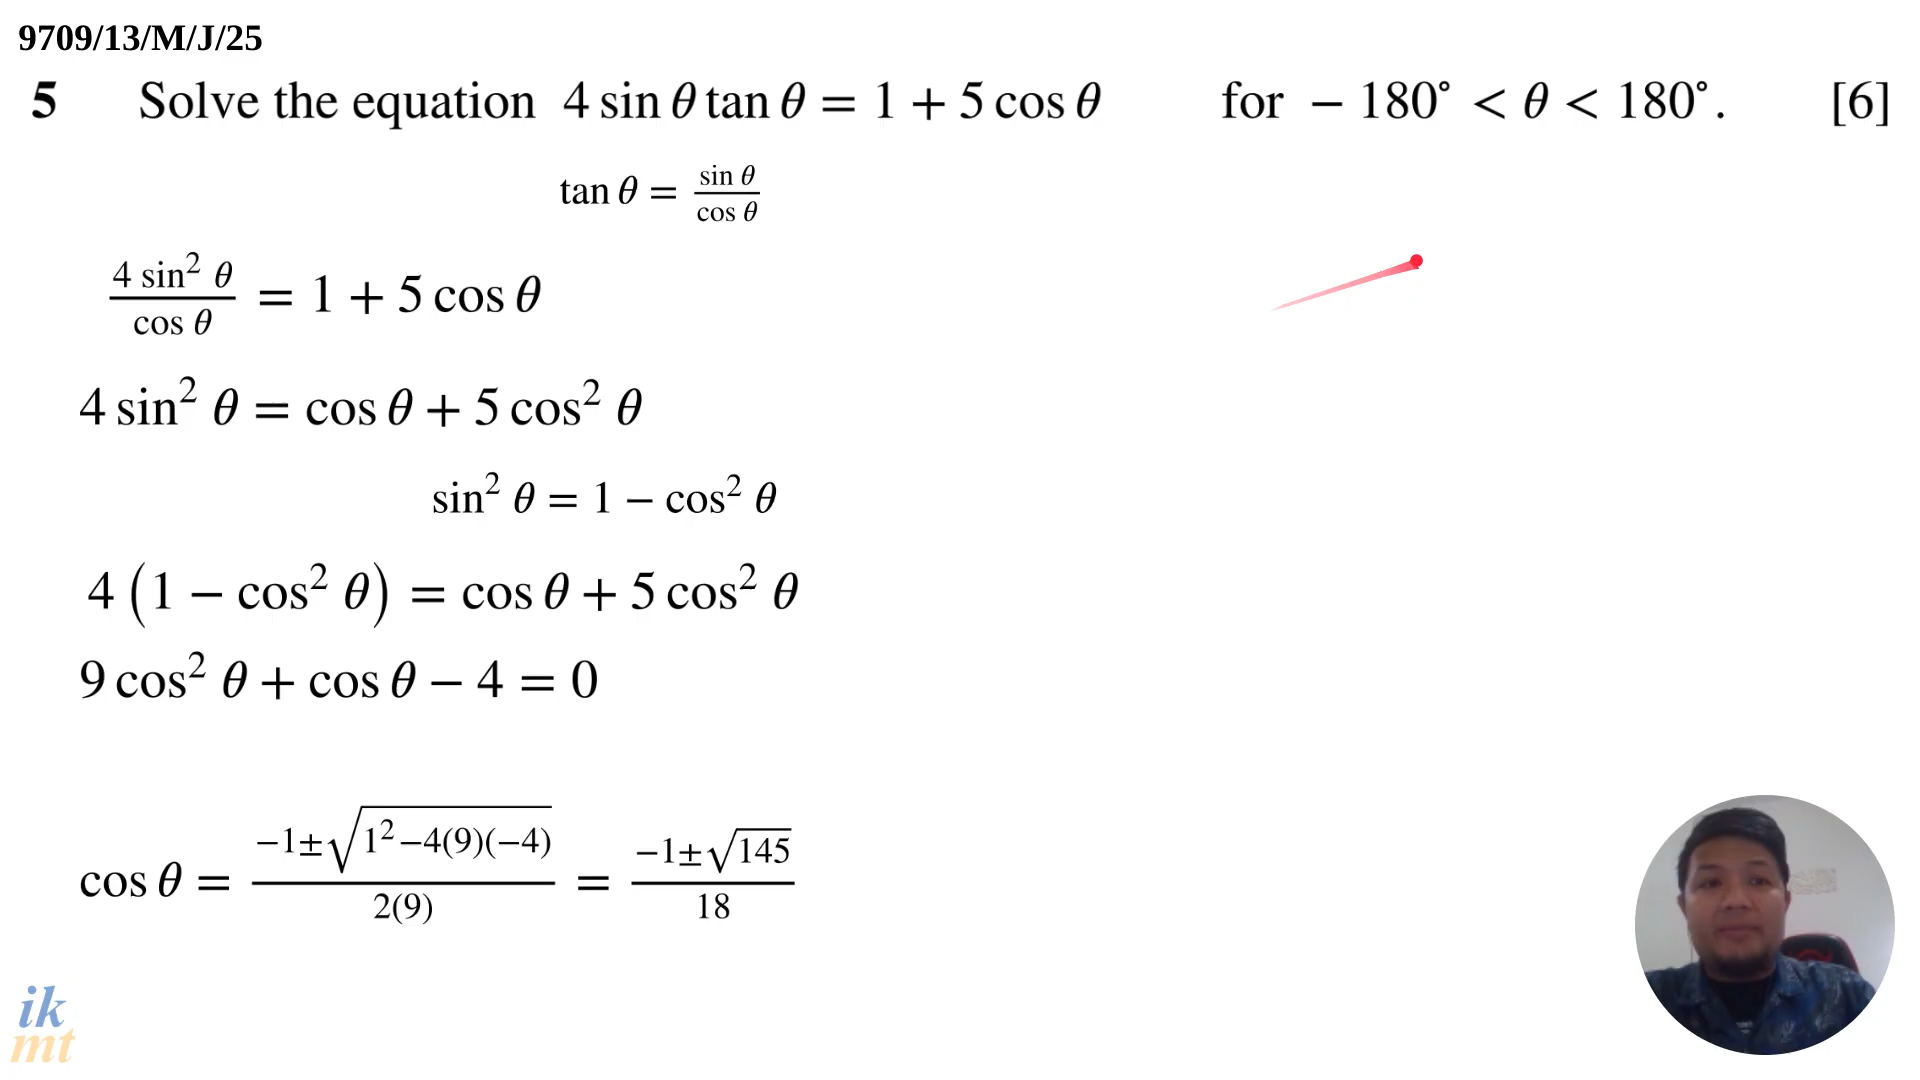 9709/13/M/J/25
5 Solve the equation 4 sin θ tan θ = 1 + 5 cos θ for − 180° < θ < 180°. [6]
tan θ = sin θ / cos θ
4 sin² θ / cos θ = 1 + 5 cos θ
4 sin² θ = cos θ + 5 cos² θ
sin² θ = 1 − cos² θ
4 (1 − cos² θ) = cos θ + 5 cos² θ
9 cos² θ + cos θ − 4 = 0
cos θ = (−1±√(1²−4(9)(−4))) / 2(9) = (−1±√145) / 18
ik
mt